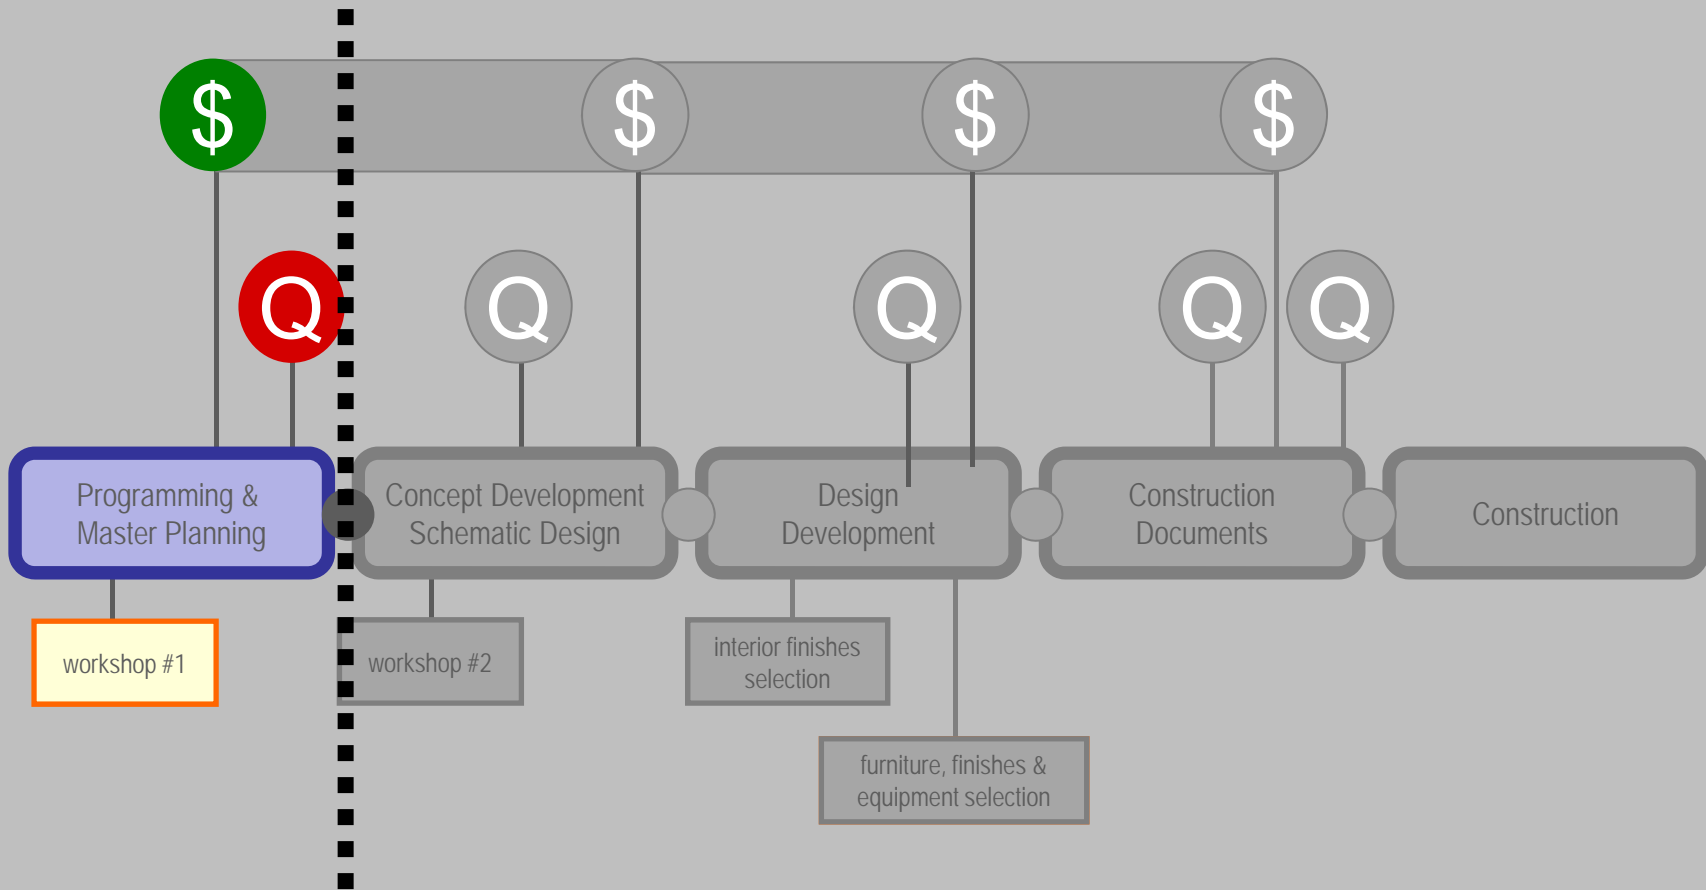 $ $ $ $
Q Q Q Q Q
Programming &
Master Planning
Concept Development
Schematic Design
Design
Development
Construction
Documents
Construction
workshop #1
workshop #2
interior finishes
selection
furniture, finishes &
equipment selection